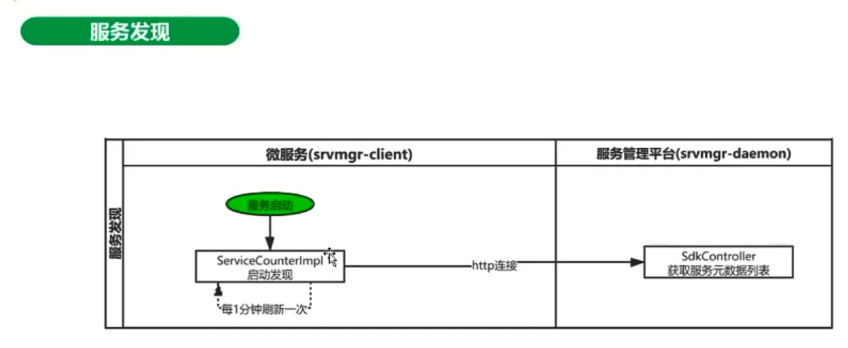 服务发现
微服务(srvmgr-client)
服务管理平台(srvmgr-daemon)
服务发现
服务启动
ServiceCounterImpl
启动发现
http连接
SdkController
获取服务元数据列表
每1分钟刷新一次